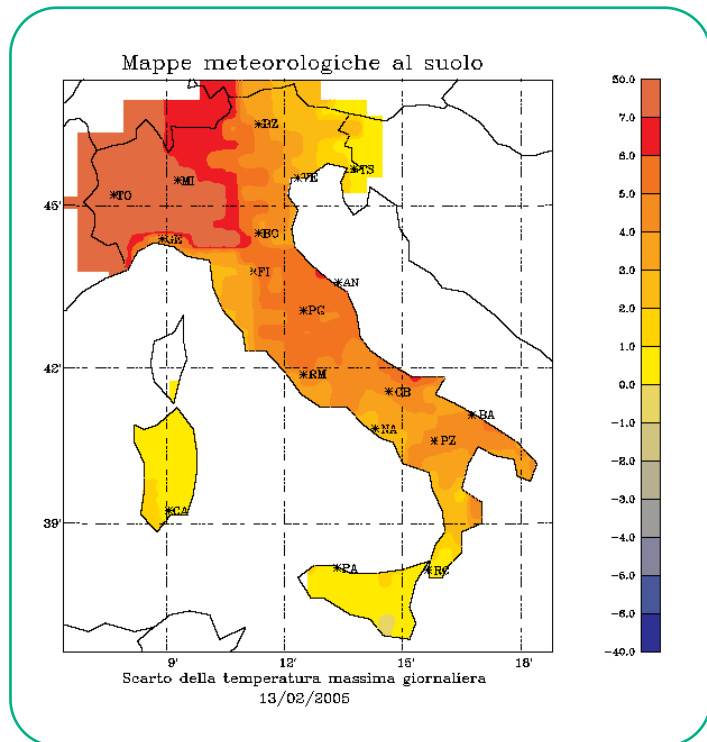 Mappe meteorologiche al suolo
50.0
7.0
6.0
5.0
4.0
3.0
2.0
1.0
0.0
-1.0
-2.0
-3.0
-4.0
-5.0
-6.0
-40.0
*BZ
*TS
*VE
*MI
*TO
*BO
*GE
*FI
*AN
*PG
*RM
*CB
*BA
*NA
*PZ
*CA
*PA
*RC
45'
42'
39'
9'
12'
15'
18'
Scarto della temperatura massima giornaliera
13/02/2005